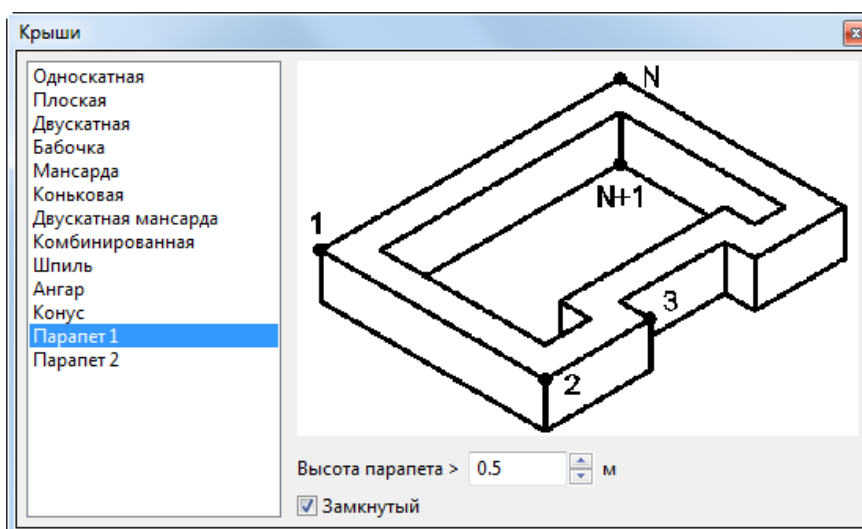 Крыши
Односкатная
Плоская
Двускатная
Бабочка
Мансарда
Коньковая
Двускатная мансарда
Комбинированная
Шпиль
Ангар
Конус
Парапет 1
Парапет 2
N
N+1
1
3
2
Высота парапета > 0.5 м
Замкнутый